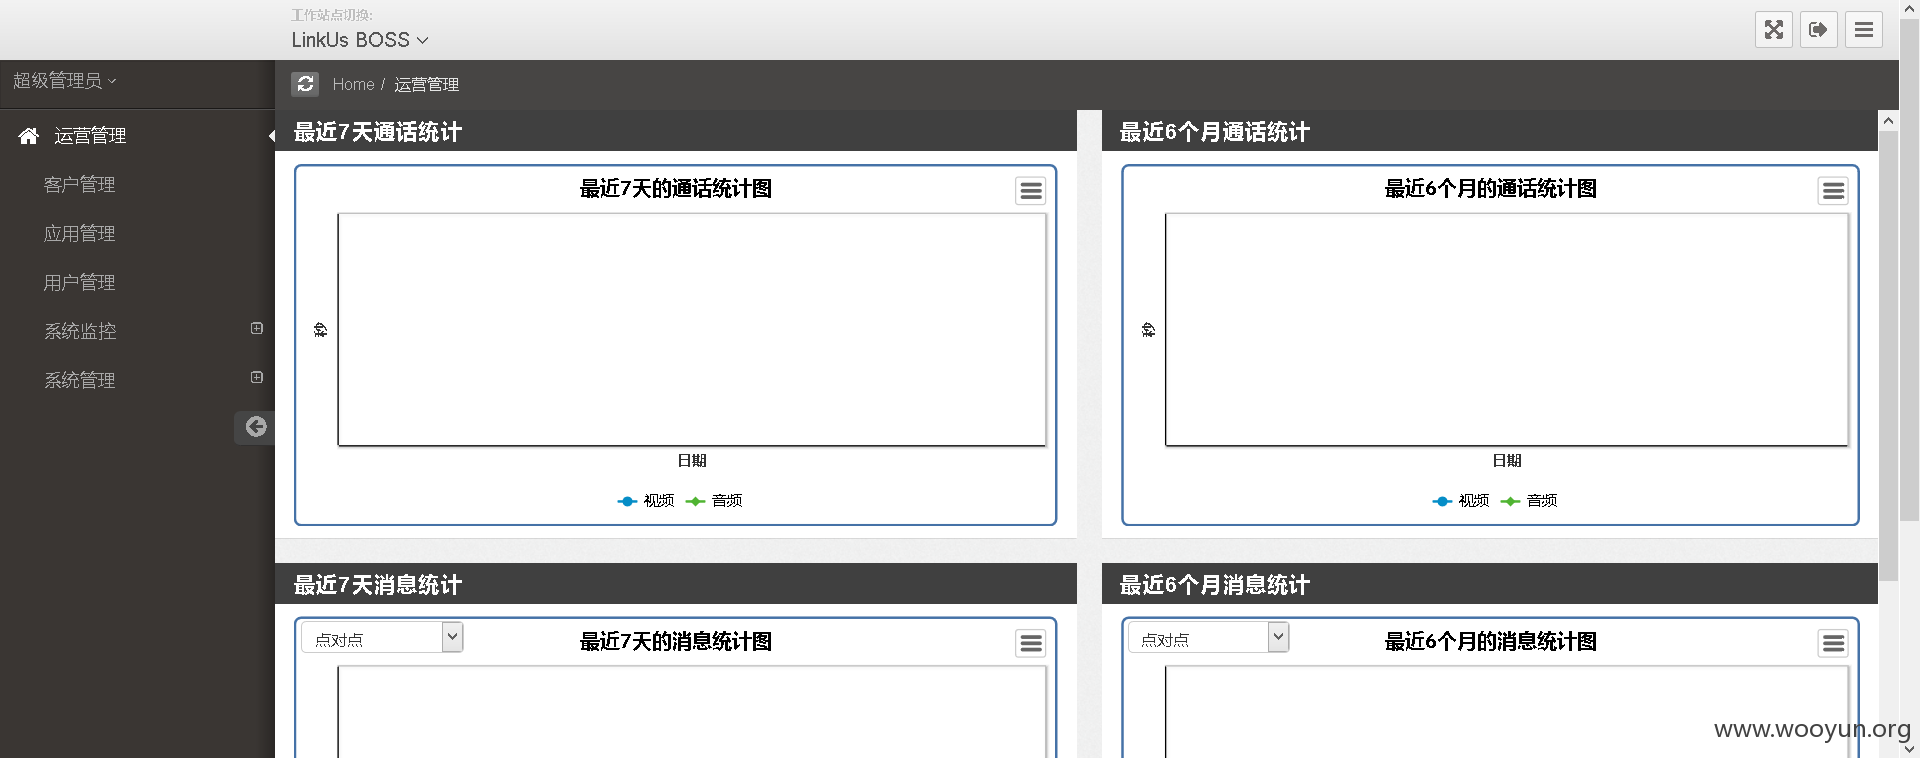 工作站点切换:
LinkUs BOSS
超级管理员
Home / 运营管理
运营管理
客户管理
应用管理
用户管理
系统监控
系统管理
最近7天通话统计
最近7天的通话统计图
秒
日期
视频 音频
最近6个月通话统计
最近6个月的通话统计图
秒
日期
视频 音频
最近7天消息统计
点对点
最近7天的消息统计图
最近6个月消息统计
点对点
最近6个月的消息统计图
www.wooyun.org